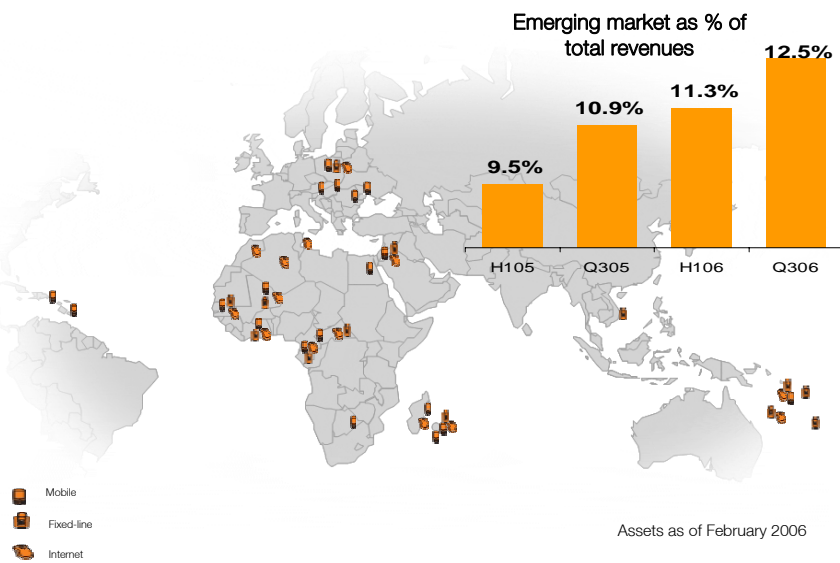 Emerging market as % of
total revenues
12.5%
11.3%
10.9%
9.5%
H105
Q305
H106
Q306
Mobile
Fixed-line
Internet
Assets as of February 2006